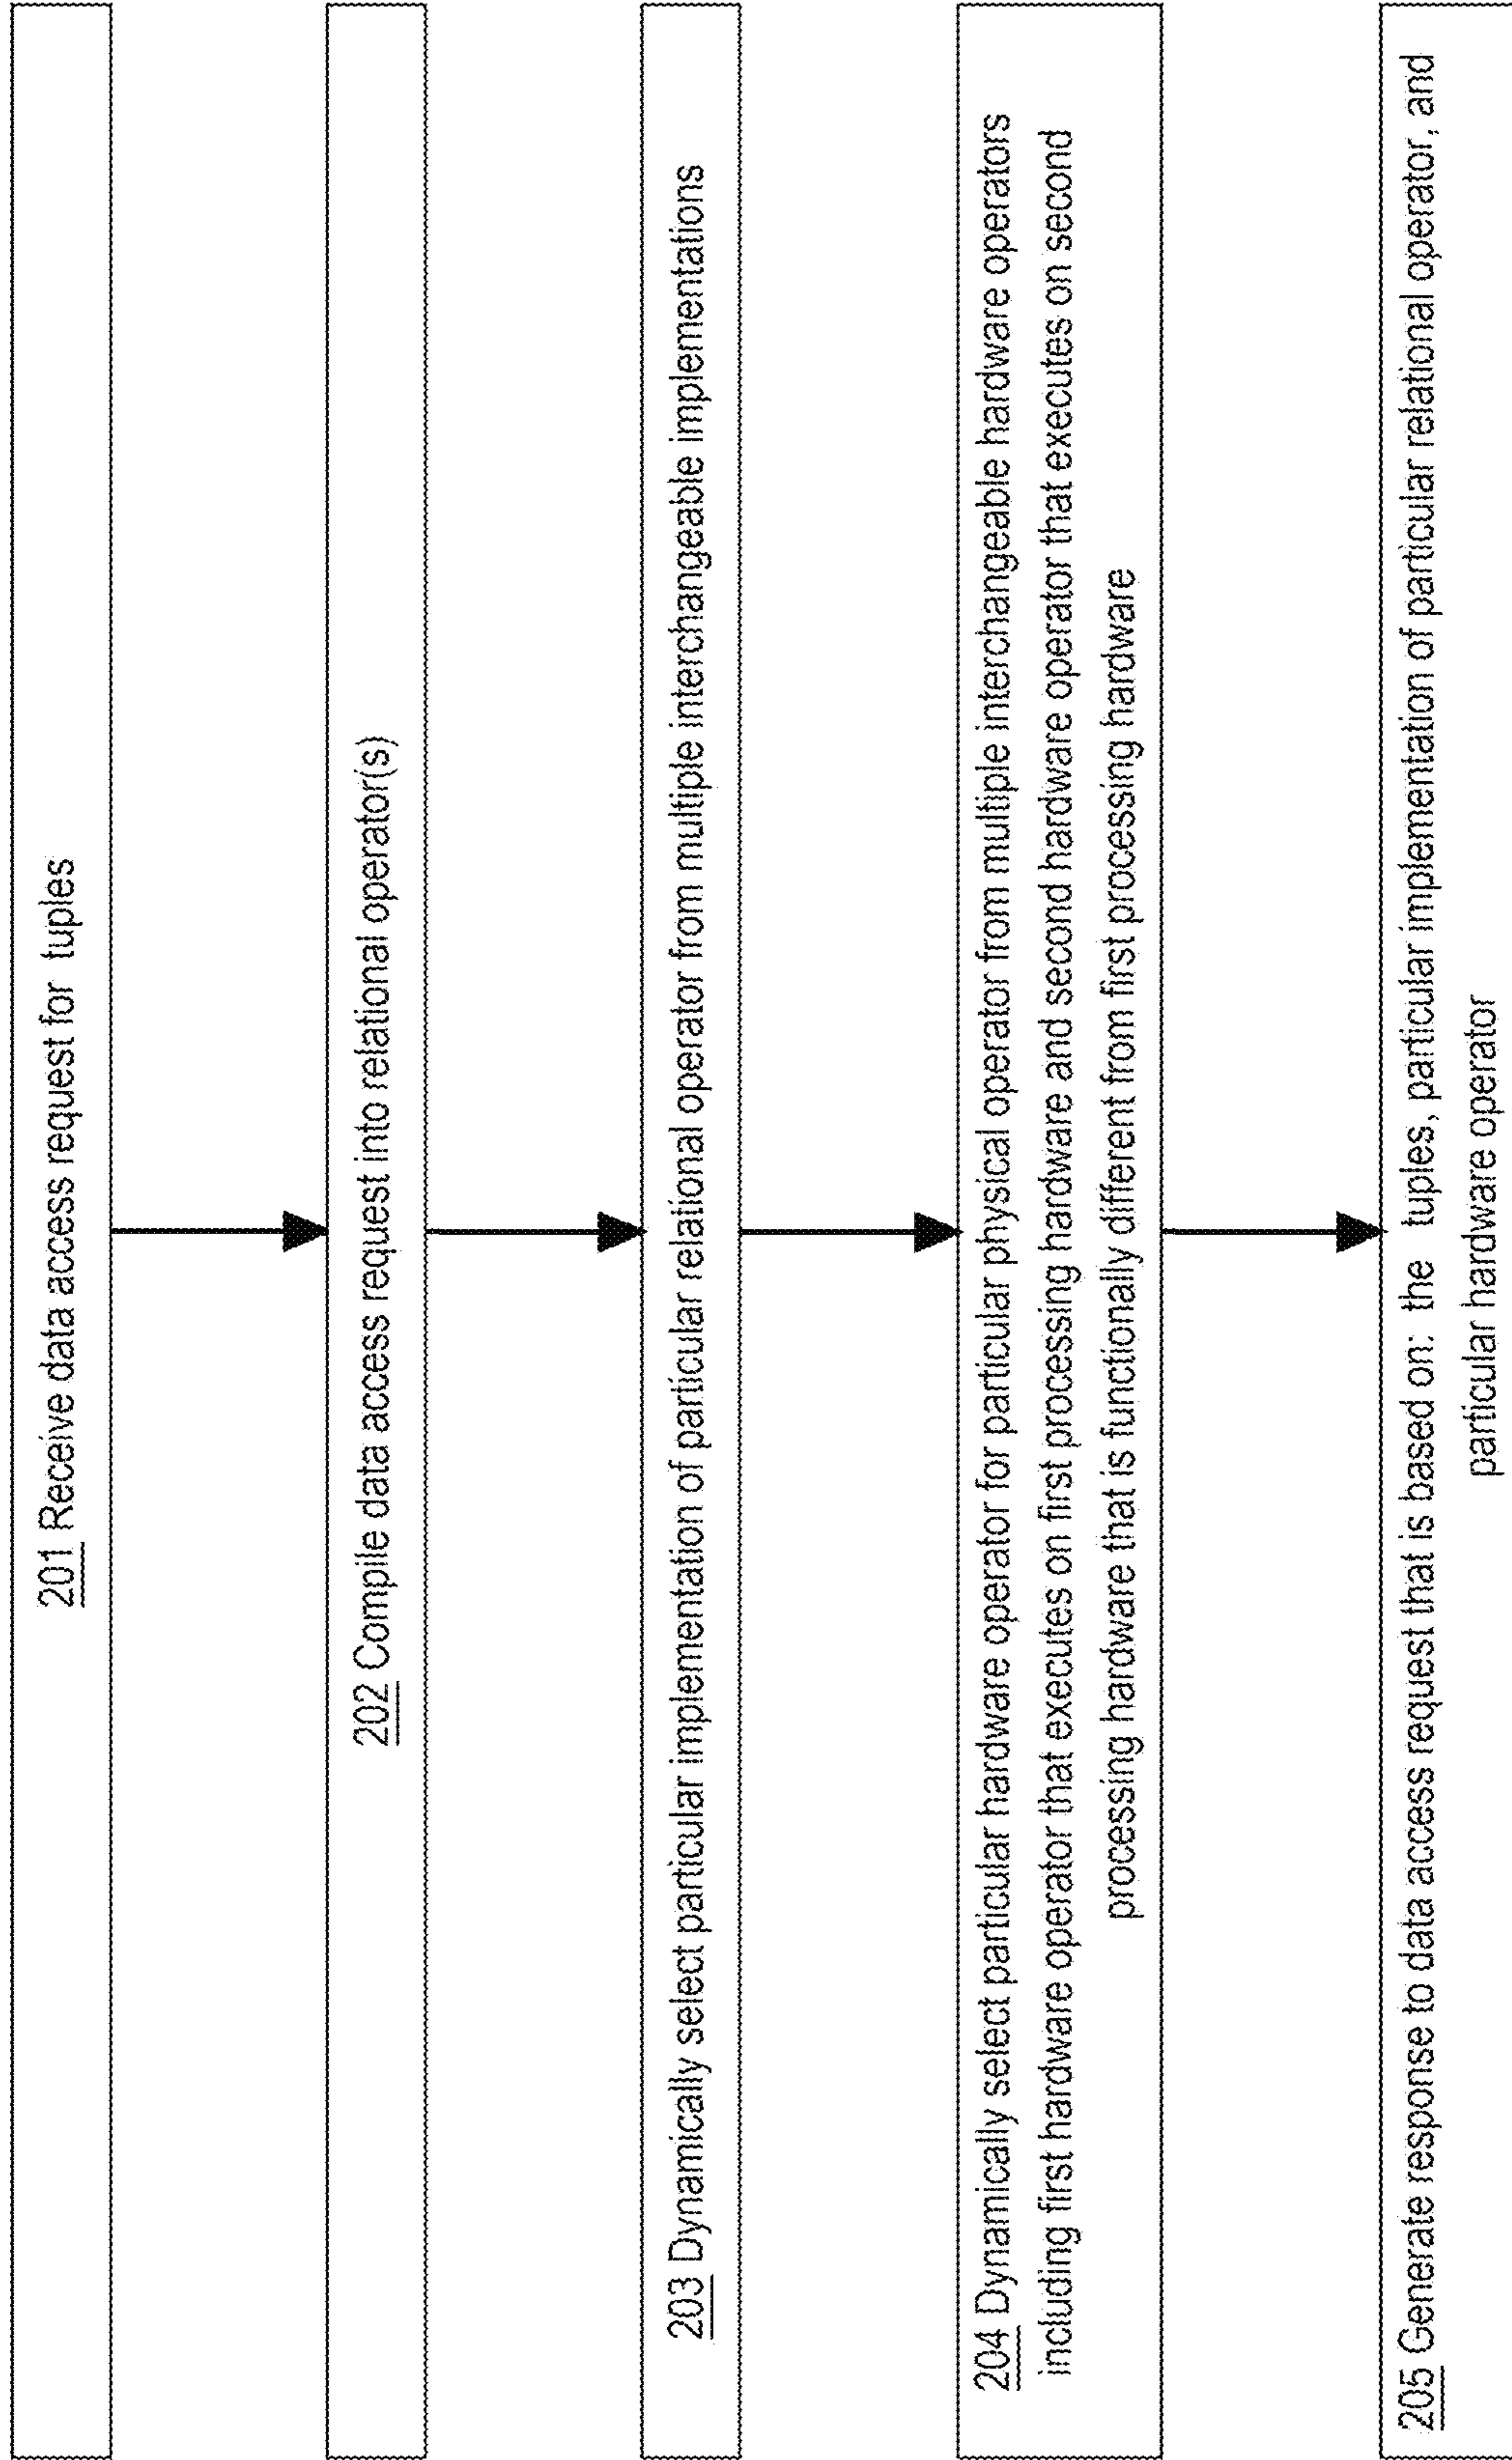 201 Receive data access request for tuples
202 Compile data access request into relational operator(s)
203 Dynamically select particular implementation of particular relational operator from multiple interchangeable implementations
204 Dynamically select particular hardware operator for particular physical operator from multiple interchangeable hardware operators
including first hardware operator that executes on first processing hardware and second hardware operator that executes on second
processing hardware that is functionally different from first processing hardware
205 Generate response to data access request that is based on: the tuples, particular implementation of particular relational operator, and
particular hardware operator